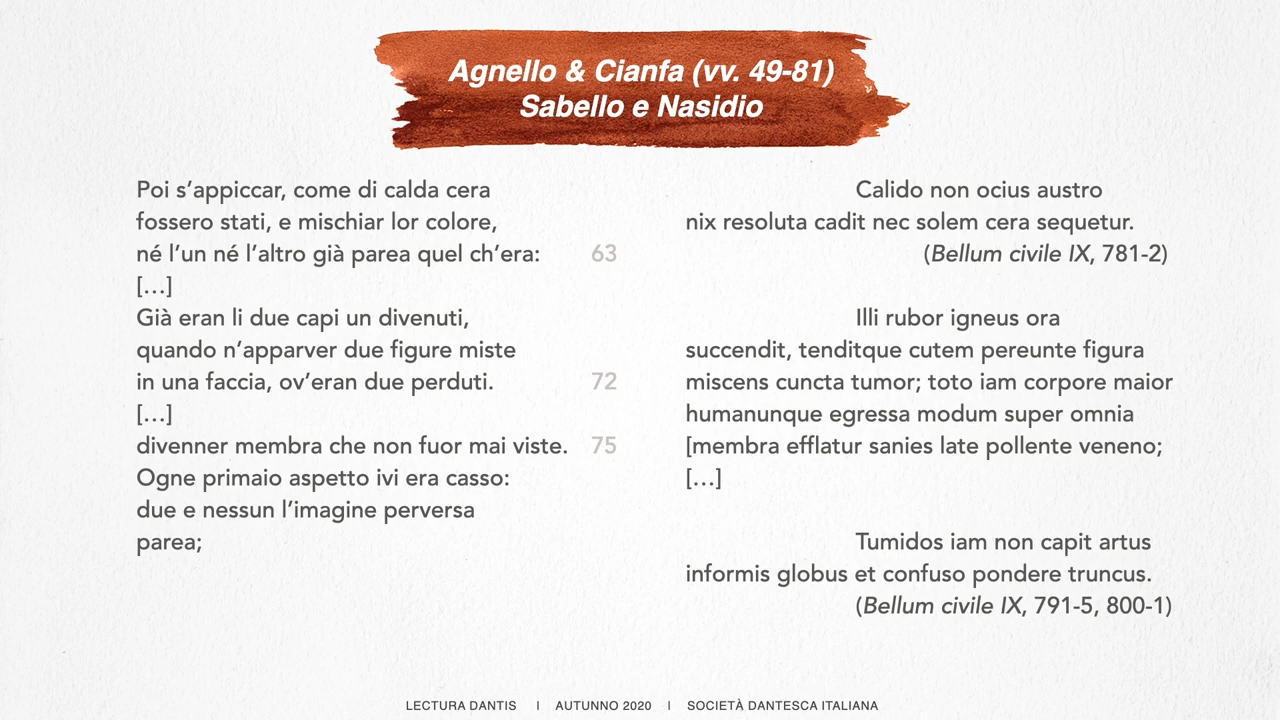 Agnello & Cianfa (vv. 49-81)
Sabello e Nasidio
Poi s’appiccar, come di calda cera
fossero stati, e mischiar lor colore,
né l’un né l’altro già parea quel ch’era: 63
[…]
Già eran li due capi un divenuti,
quando n’apparver due figure miste
in una faccia, ov’eran due perduti. 72
[…]
divenner membra che non fuor mai viste. 75
Ogne primaio aspetto ivi era casso:
due e nessun l’imagine perversa
parea;
Calido non ocius austro
nix resoluta cadit nec solem cera sequetur.
(Bellum civile IX, 781-2)
Illi rubor igneus ora
succendit, tenditque cutem pereunte figura
miscens cuncta tumor; toto iam corpore maior
humanunque egressa modum super omnia
[membra efflatur sanies late pollente veneno;
[…]
Tumidos iam non capit artus
informis globus et confuso pondere truncus.
(Bellum civile IX, 791-5, 800-1)
LECTURA DANTIS I AUTUNNO 2020 I SOCIETÀ DANTESCA ITALIANA